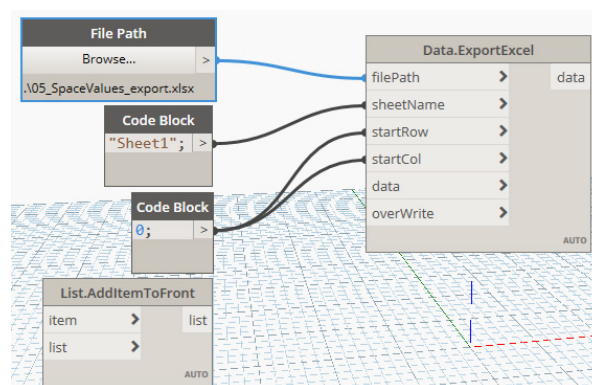 File Path
Browse...
>
.\05_SpaceValues_export.xlsx
Code Block
"Sheet1";
>
Code Block
0;
>
List.AddItemToFront
item > list
list >
AUTO
Data.ExportExcel
filePath > data
sheetName >
startRow >
startCol >
data >
overWrite >
AUTO